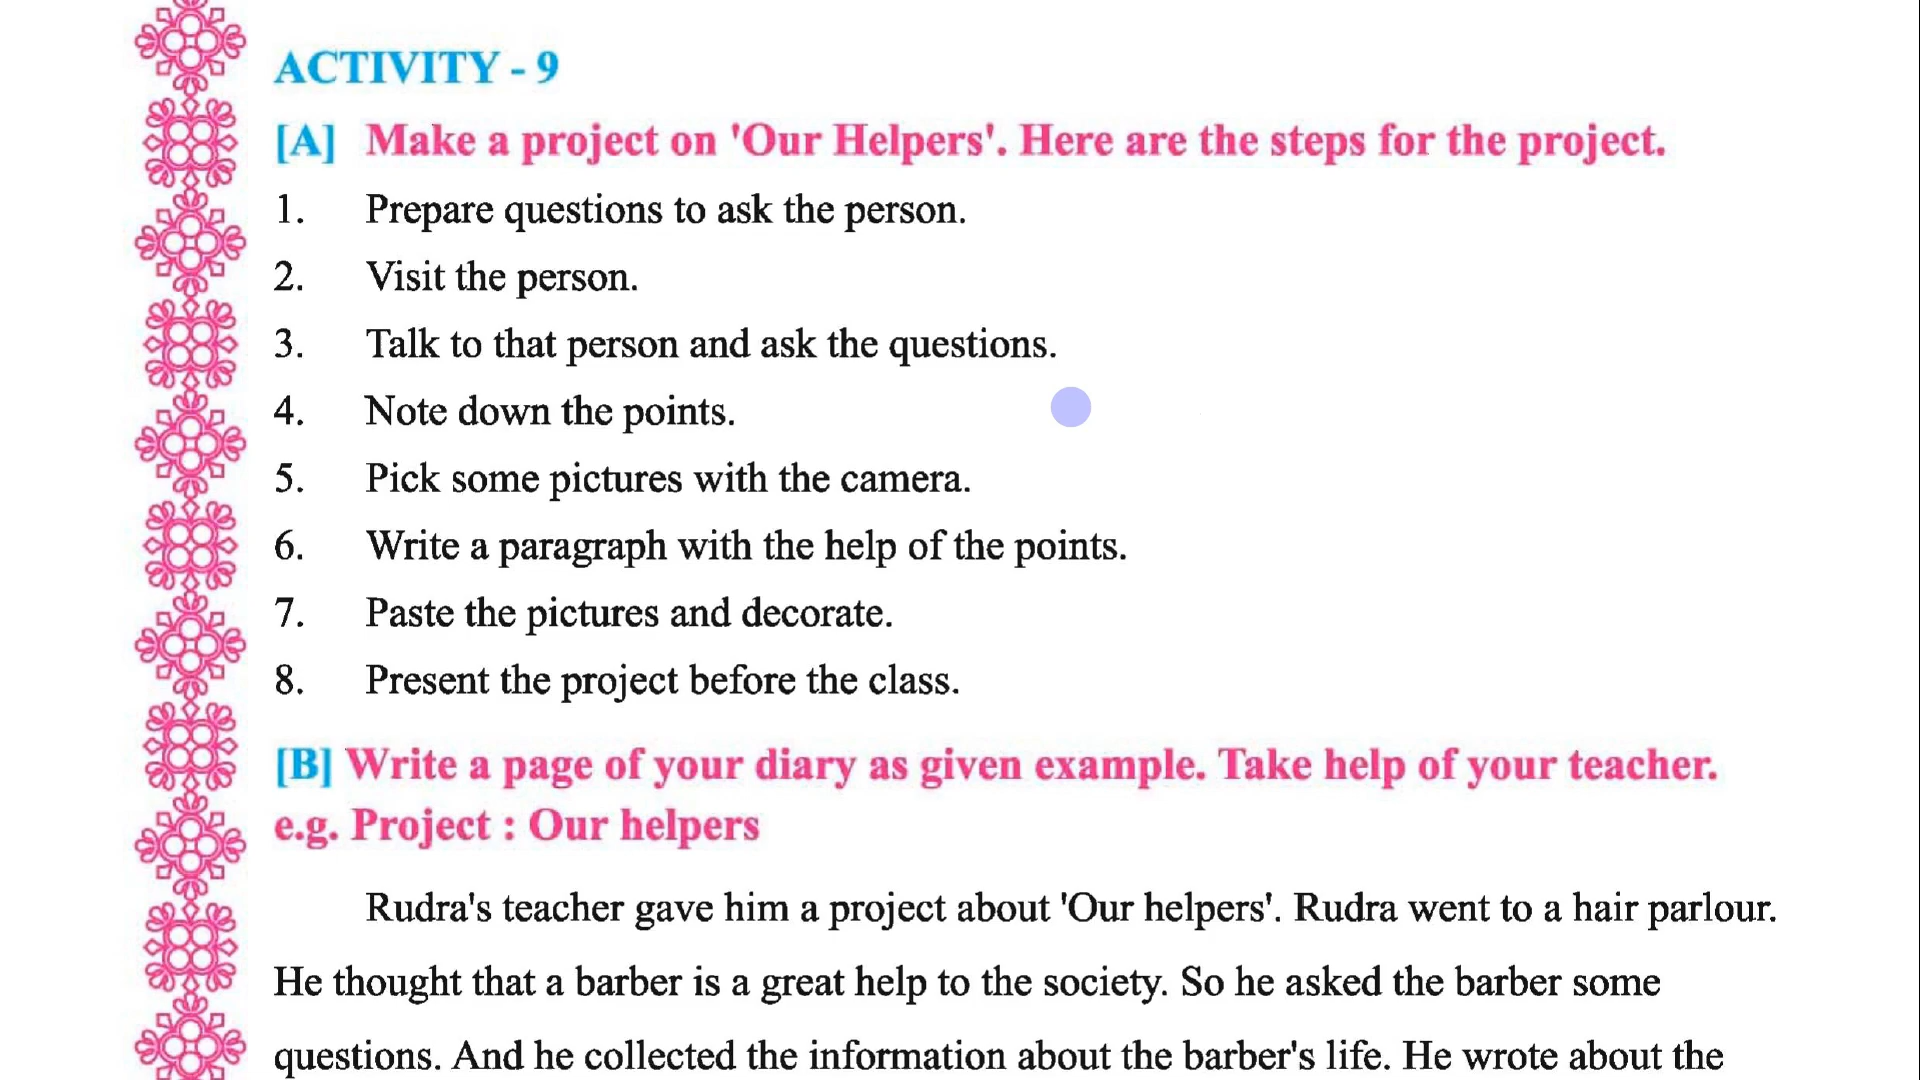 ACTIVITY - 9
[A] Make a project on 'Our Helpers'. Here are the steps for the project.
1. Prepare questions to ask the person.
2. Visit the person.
3. Talk to that person and ask the questions.
4. Note down the points.
5. Pick some pictures with the camera.
6. Write a paragraph with the help of the points.
7. Paste the pictures and decorate.
8. Present the project before the class.
[B] Write a page of your diary as given example. Take help of your teacher.
e.g. Project : Our helpers
Rudra's teacher gave him a project about 'Our helpers'. Rudra went to a hair parlour.
He thought that a barber is a great help to the society. So he asked the barber some
questions. And he collected the information about the barber's life. He wrote about the